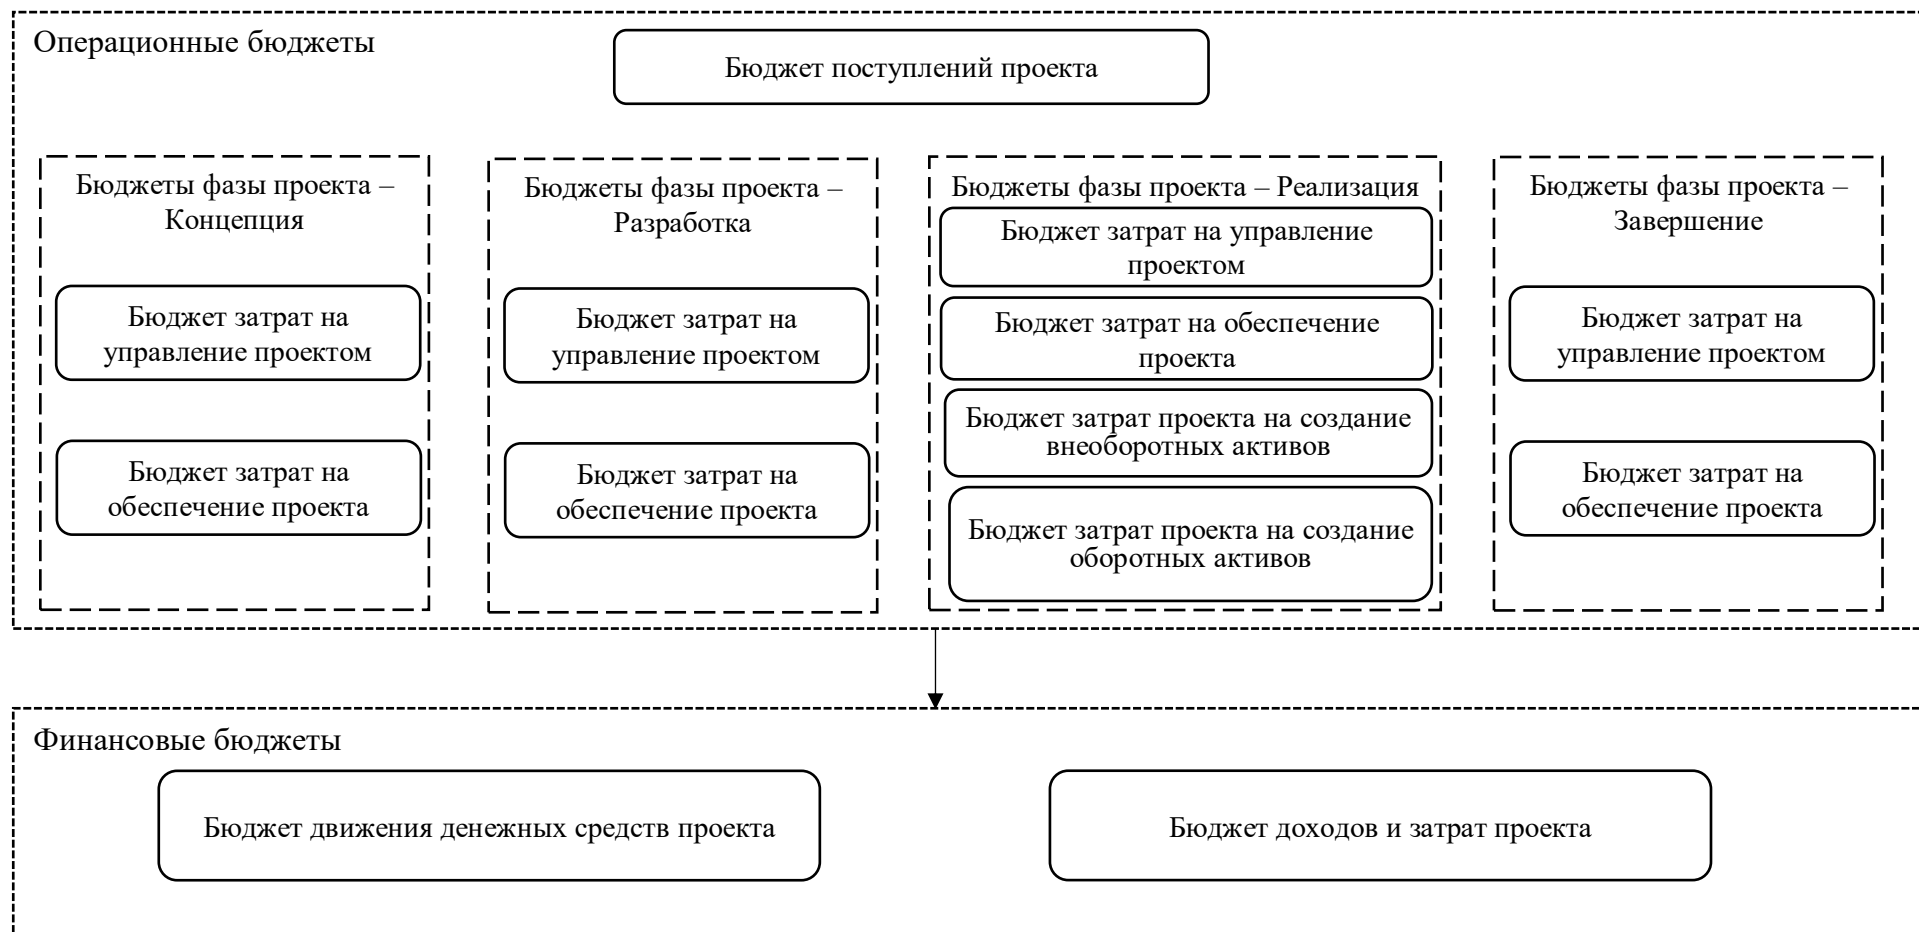 Операционные бюджеты
Бюджет поступлений проекта
Бюджеты фазы проекта –
Концепция
Бюджет затрат на
управление проектом
Бюджет затрат на
обеспечение проекта
Бюджеты фазы проекта –
Разработка
Бюджет затрат на
управление проектом
Бюджет затрат на
обеспечение проекта
Бюджеты фазы проекта – Реализация
Бюджет затрат на управление
проектом
Бюджет затрат на обеспечение
проекта
Бюджет затрат проекта на создание
внеоборотных активов
Бюджет затрат проекта на создание
оборотных активов
Бюджеты фазы проекта –
Завершение
Бюджет затрат на
управление проектом
Бюджет затрат на
обеспечение проекта
Финансовые бюджеты
Бюджет движения денежных средств проекта
Бюджет доходов и затрат проекта